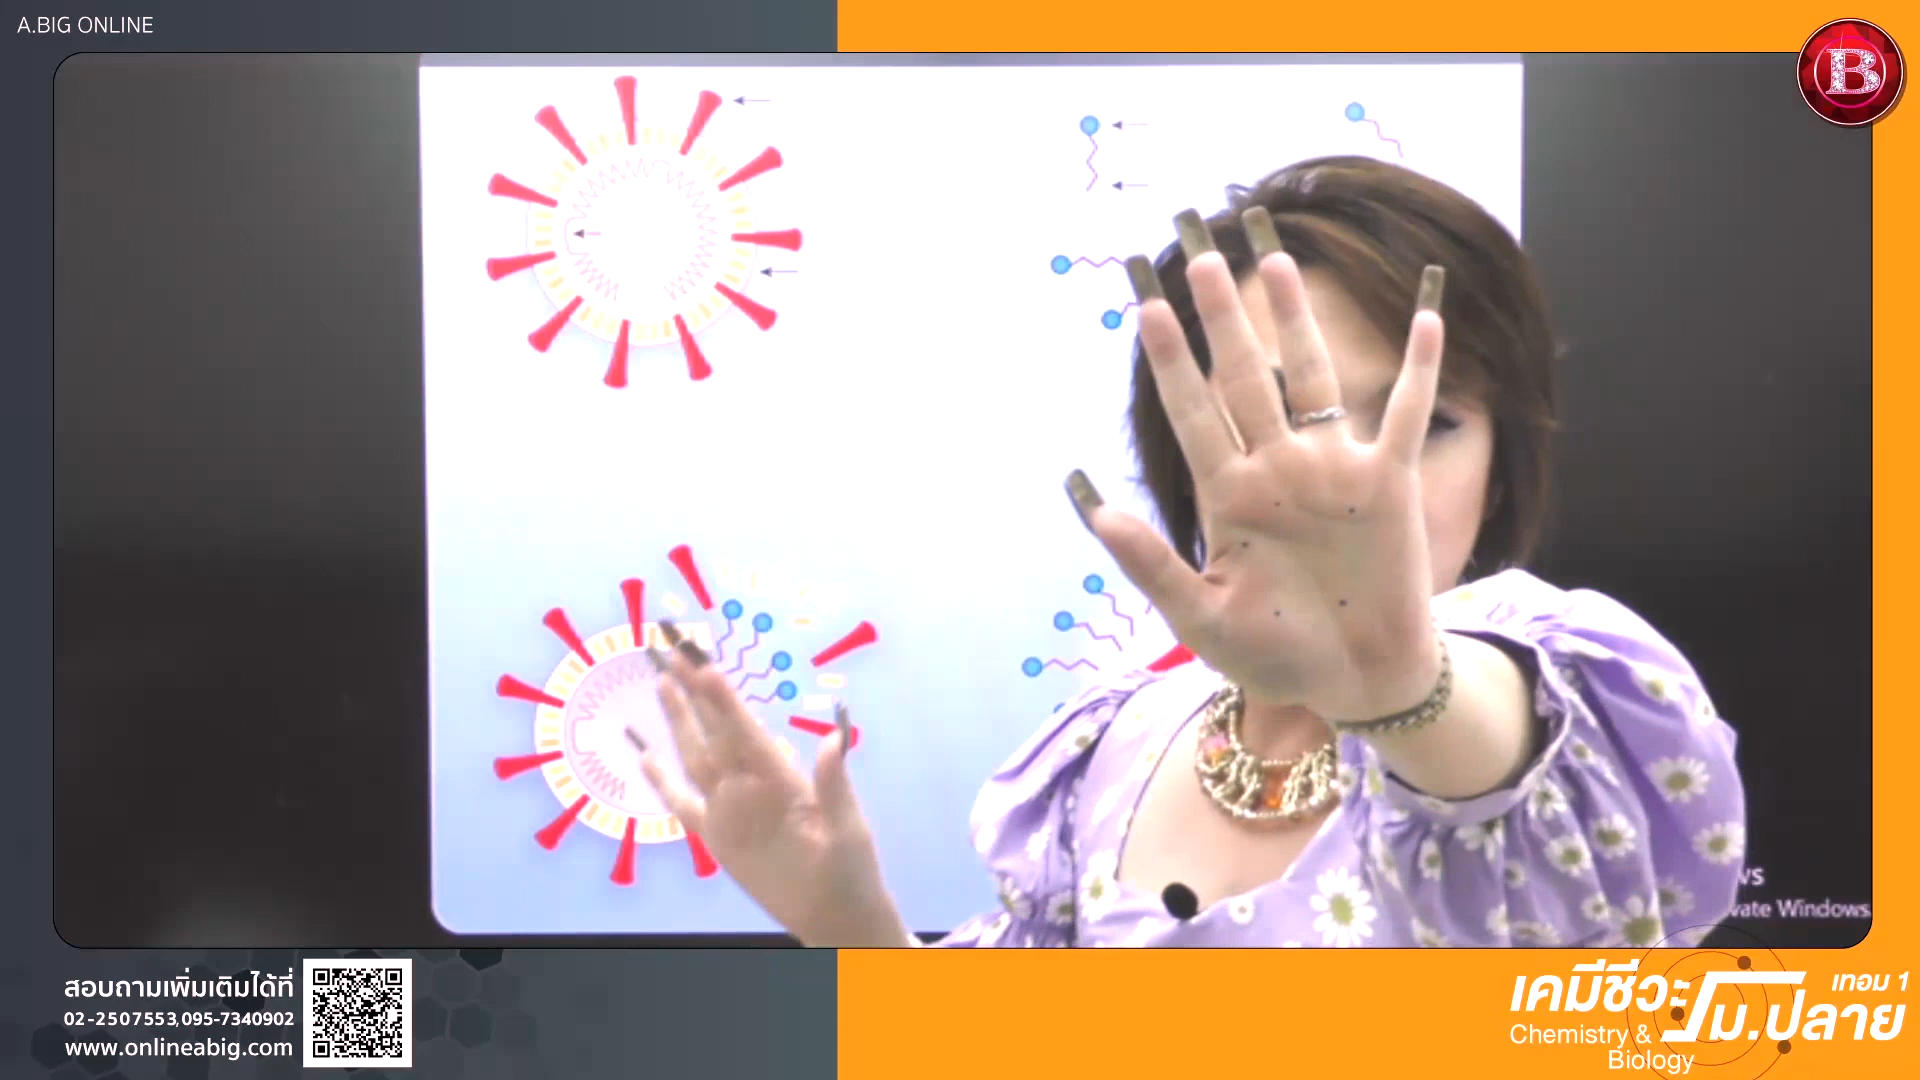 A.BIG ONLINE
B
vate Windows
สอบถามเพิ่มเติมได้ที่
02-2507553,095-7340902
www.onlineabig.com
เคมีชีวะ ม.ปลาย เทอม 1
Chemistry &
Biology